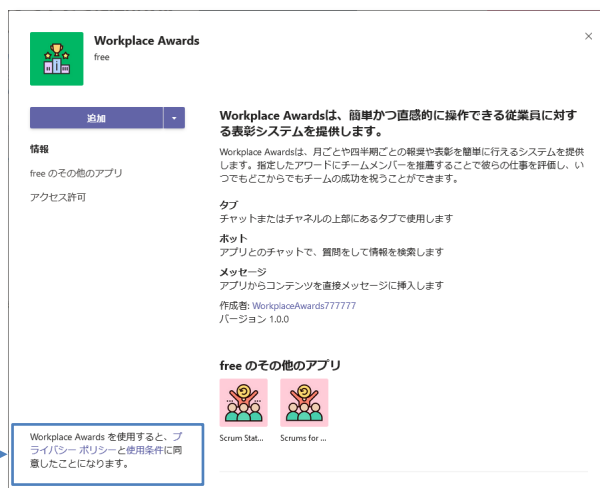 Workplace Awards
free
追加
情報
free のその他のアプリ
アクセス許可
Workplace Awardsは、簡単かつ直感的に操作できる従業員に対す
る表彰システムを提供します。
Workplace Awardsは、月ごとや四半期ごとの報奨や表彰を簡単に行えるシステムを提供
します。指定したアワードにチームメンバーを推薦することで彼らの仕事を評価し、い
つでもどこからでもチームの成功を祝うことができます。
タブ
チャットまたはチャネルの上部にあるタブで使用します
ボット
アプリとのチャットで、質問をして情報を検索します
メッセージ
アプリからコンテンツを直接メッセージに挿入します
作成者: WorkplaceAwards777777
バージョン 1.0.0
free のその他のアプリ
Scrum Stat...
Scrums for ...
Workplace Awards を使用すると、プ
ライバシー ポリシーと使用条件に同
意したことになります。